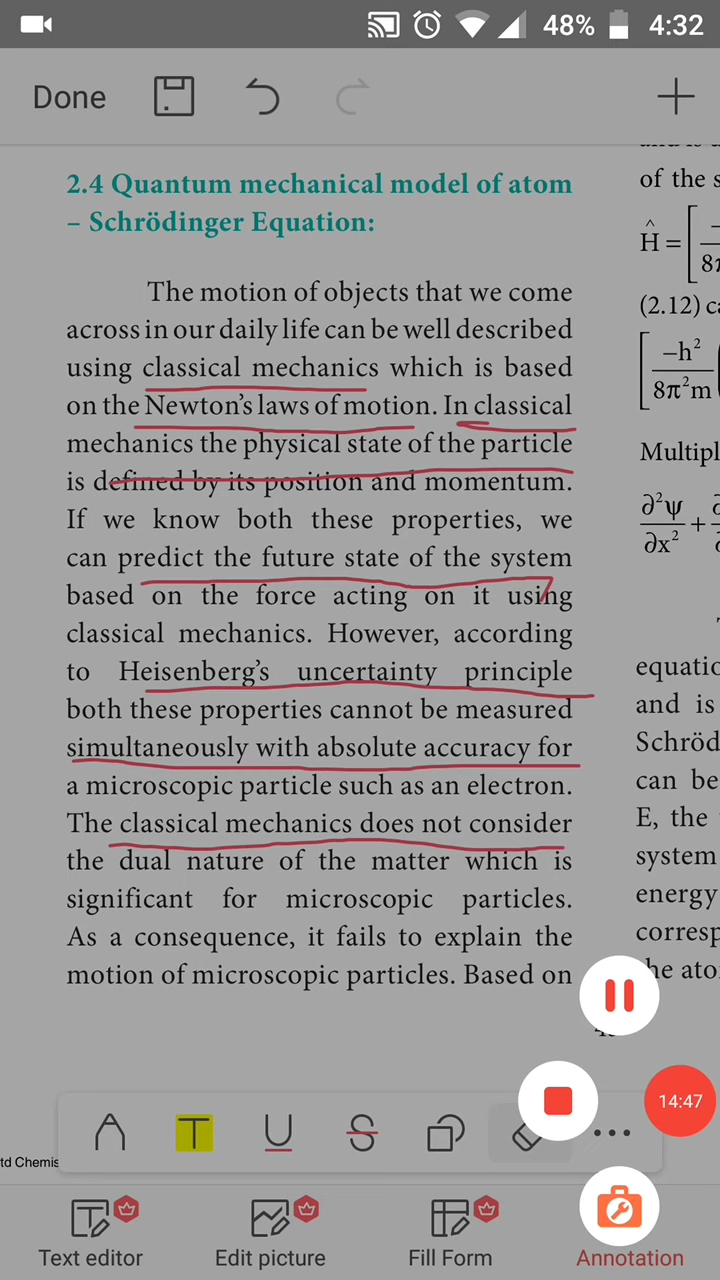 48% 4:32
Done
2.4 Quantum mechanical model of atom
– Schrödinger Equation:
The motion of objects that we come
across in our daily life can be well described
using classical mechanics which is based
on the Newton's laws of motion. In classical
mechanics the physical state of the particle
is defined by its position and momentum.
If we know both these properties, we
can predict the future state of the system
based on the force acting on it using
classical mechanics. However, according
to Heisenberg's uncertainty principle
both these properties cannot be measured
simultaneously with absolute accuracy for
a microscopic particle such as an electron.
The classical mechanics does not consider
the dual nature of the matter which is
significant for microscopic particles.
As a consequence, it fails to explain the
motion of microscopic particles. Based on
of the s
Ĥ = [ –
8π
(2.12) ca
[ –h²
8π²m
Multipl
∂²ψ +
∂x²
equatio
and is
Schröd
can be
E, the
system
energy
corresp
he ato
14:47
td Chemis
Text editor
Edit picture
Fill Form
Annotation